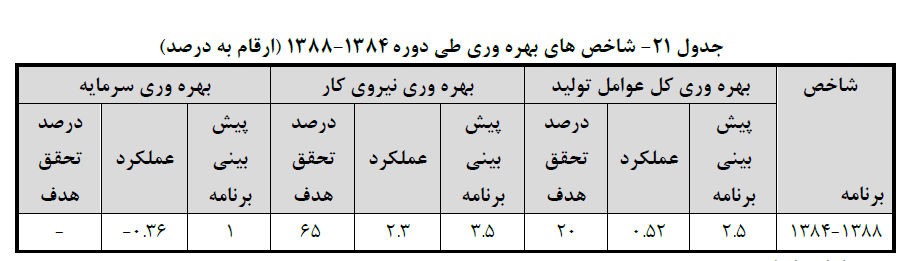 جدول ۲۱- شاخص های بهره وری طی دوره ۱۳۸۴-۱۳۸۸ (ارقام به درصد)
شاخص
برنامه
بهره وری کل عوامل تولید
بهره وری نیروی کار
بهره وری سرمایه
پیش بینی برنامه
عملکرد
درصد تحقق هدف
پیش بینی برنامه
عملکرد
درصد تحقق هدف
پیش بینی برنامه
عملکرد
درصد تحقق هدف
۱۳۸۴-۱۳۸۸
۲.۵
۰.۵۲
۲۰
۳.۵
۲.۳
۶۵
۱
-۰.۳۶
-